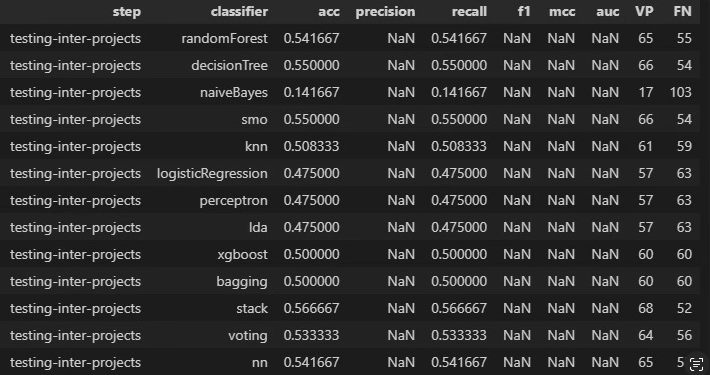 step classifier acc precision recall f1 mcc auc VP FN
testing-inter-projects randomForest 0.541667 NaN 0.541667 NaN NaN NaN 65 55
testing-inter-projects decisionTree 0.550000 NaN 0.550000 NaN NaN NaN 66 54
testing-inter-projects naiveBayes 0.141667 NaN 0.141667 NaN NaN NaN 17 103
testing-inter-projects smo 0.550000 NaN 0.550000 NaN NaN NaN 66 54
testing-inter-projects knn 0.508333 NaN 0.508333 NaN NaN NaN 61 59
testing-inter-projects logisticRegression 0.475000 NaN 0.475000 NaN NaN NaN 57 63
testing-inter-projects perceptron 0.475000 NaN 0.475000 NaN NaN NaN 57 63
testing-inter-projects lda 0.475000 NaN 0.475000 NaN NaN NaN 57 63
testing-inter-projects xgboost 0.500000 NaN 0.500000 NaN NaN NaN 60 60
testing-inter-projects bagging 0.500000 NaN 0.500000 NaN NaN NaN 60 60
testing-inter-projects stack 0.566667 NaN 0.566667 NaN NaN NaN 68 52
testing-inter-projects voting 0.533333 NaN 0.533333 NaN NaN NaN 64 56
testing-inter-projects nn 0.541667 NaN 0.541667 NaN NaN NaN 65